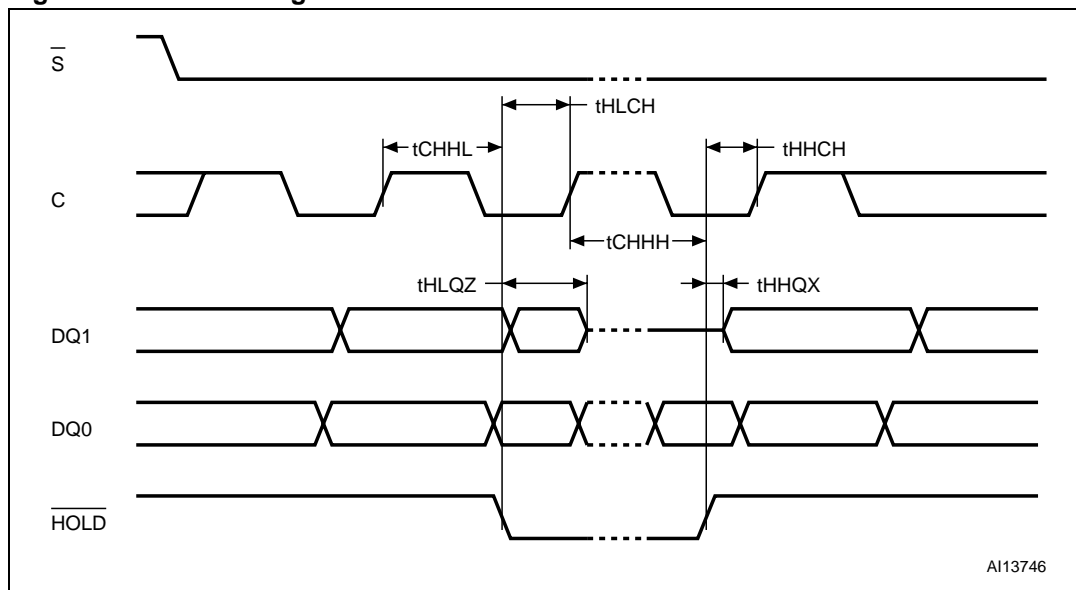 S
tHLCH
tCHHL
tHHCH
C
tCHHH
tHLQZ
tHHQX
DQ1
DQ0
HOLD
AI13746